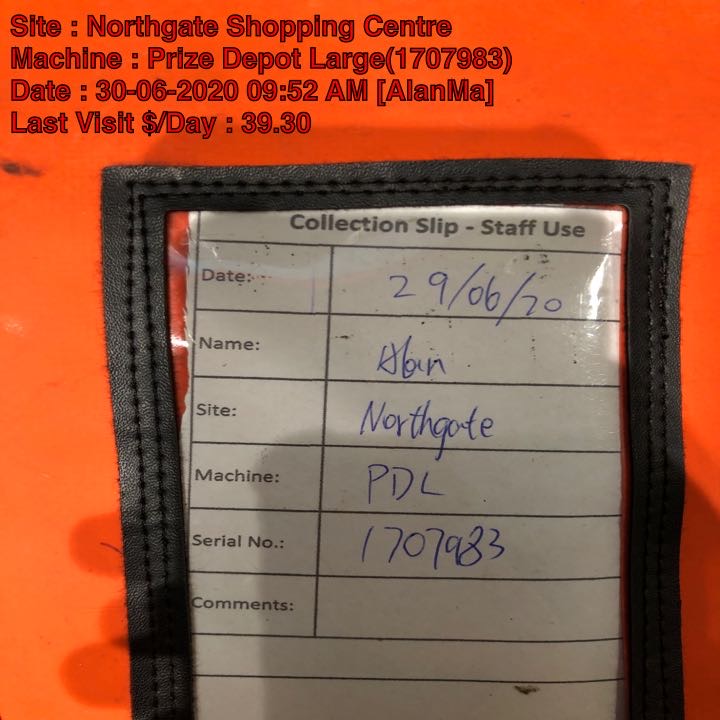 Site : Northgate Shopping Centre
Machine : Prize Depot Large(1707983)
Date : 30-06-2020 09:52 AM [AlanMa]
Last Visit $/Day : 39.30
Collection Slip - Staff Use
Date: 29/06/20
Name: Alan
Site: Northgate
Machine: PDL
Serial No.: 1707983
Comments: